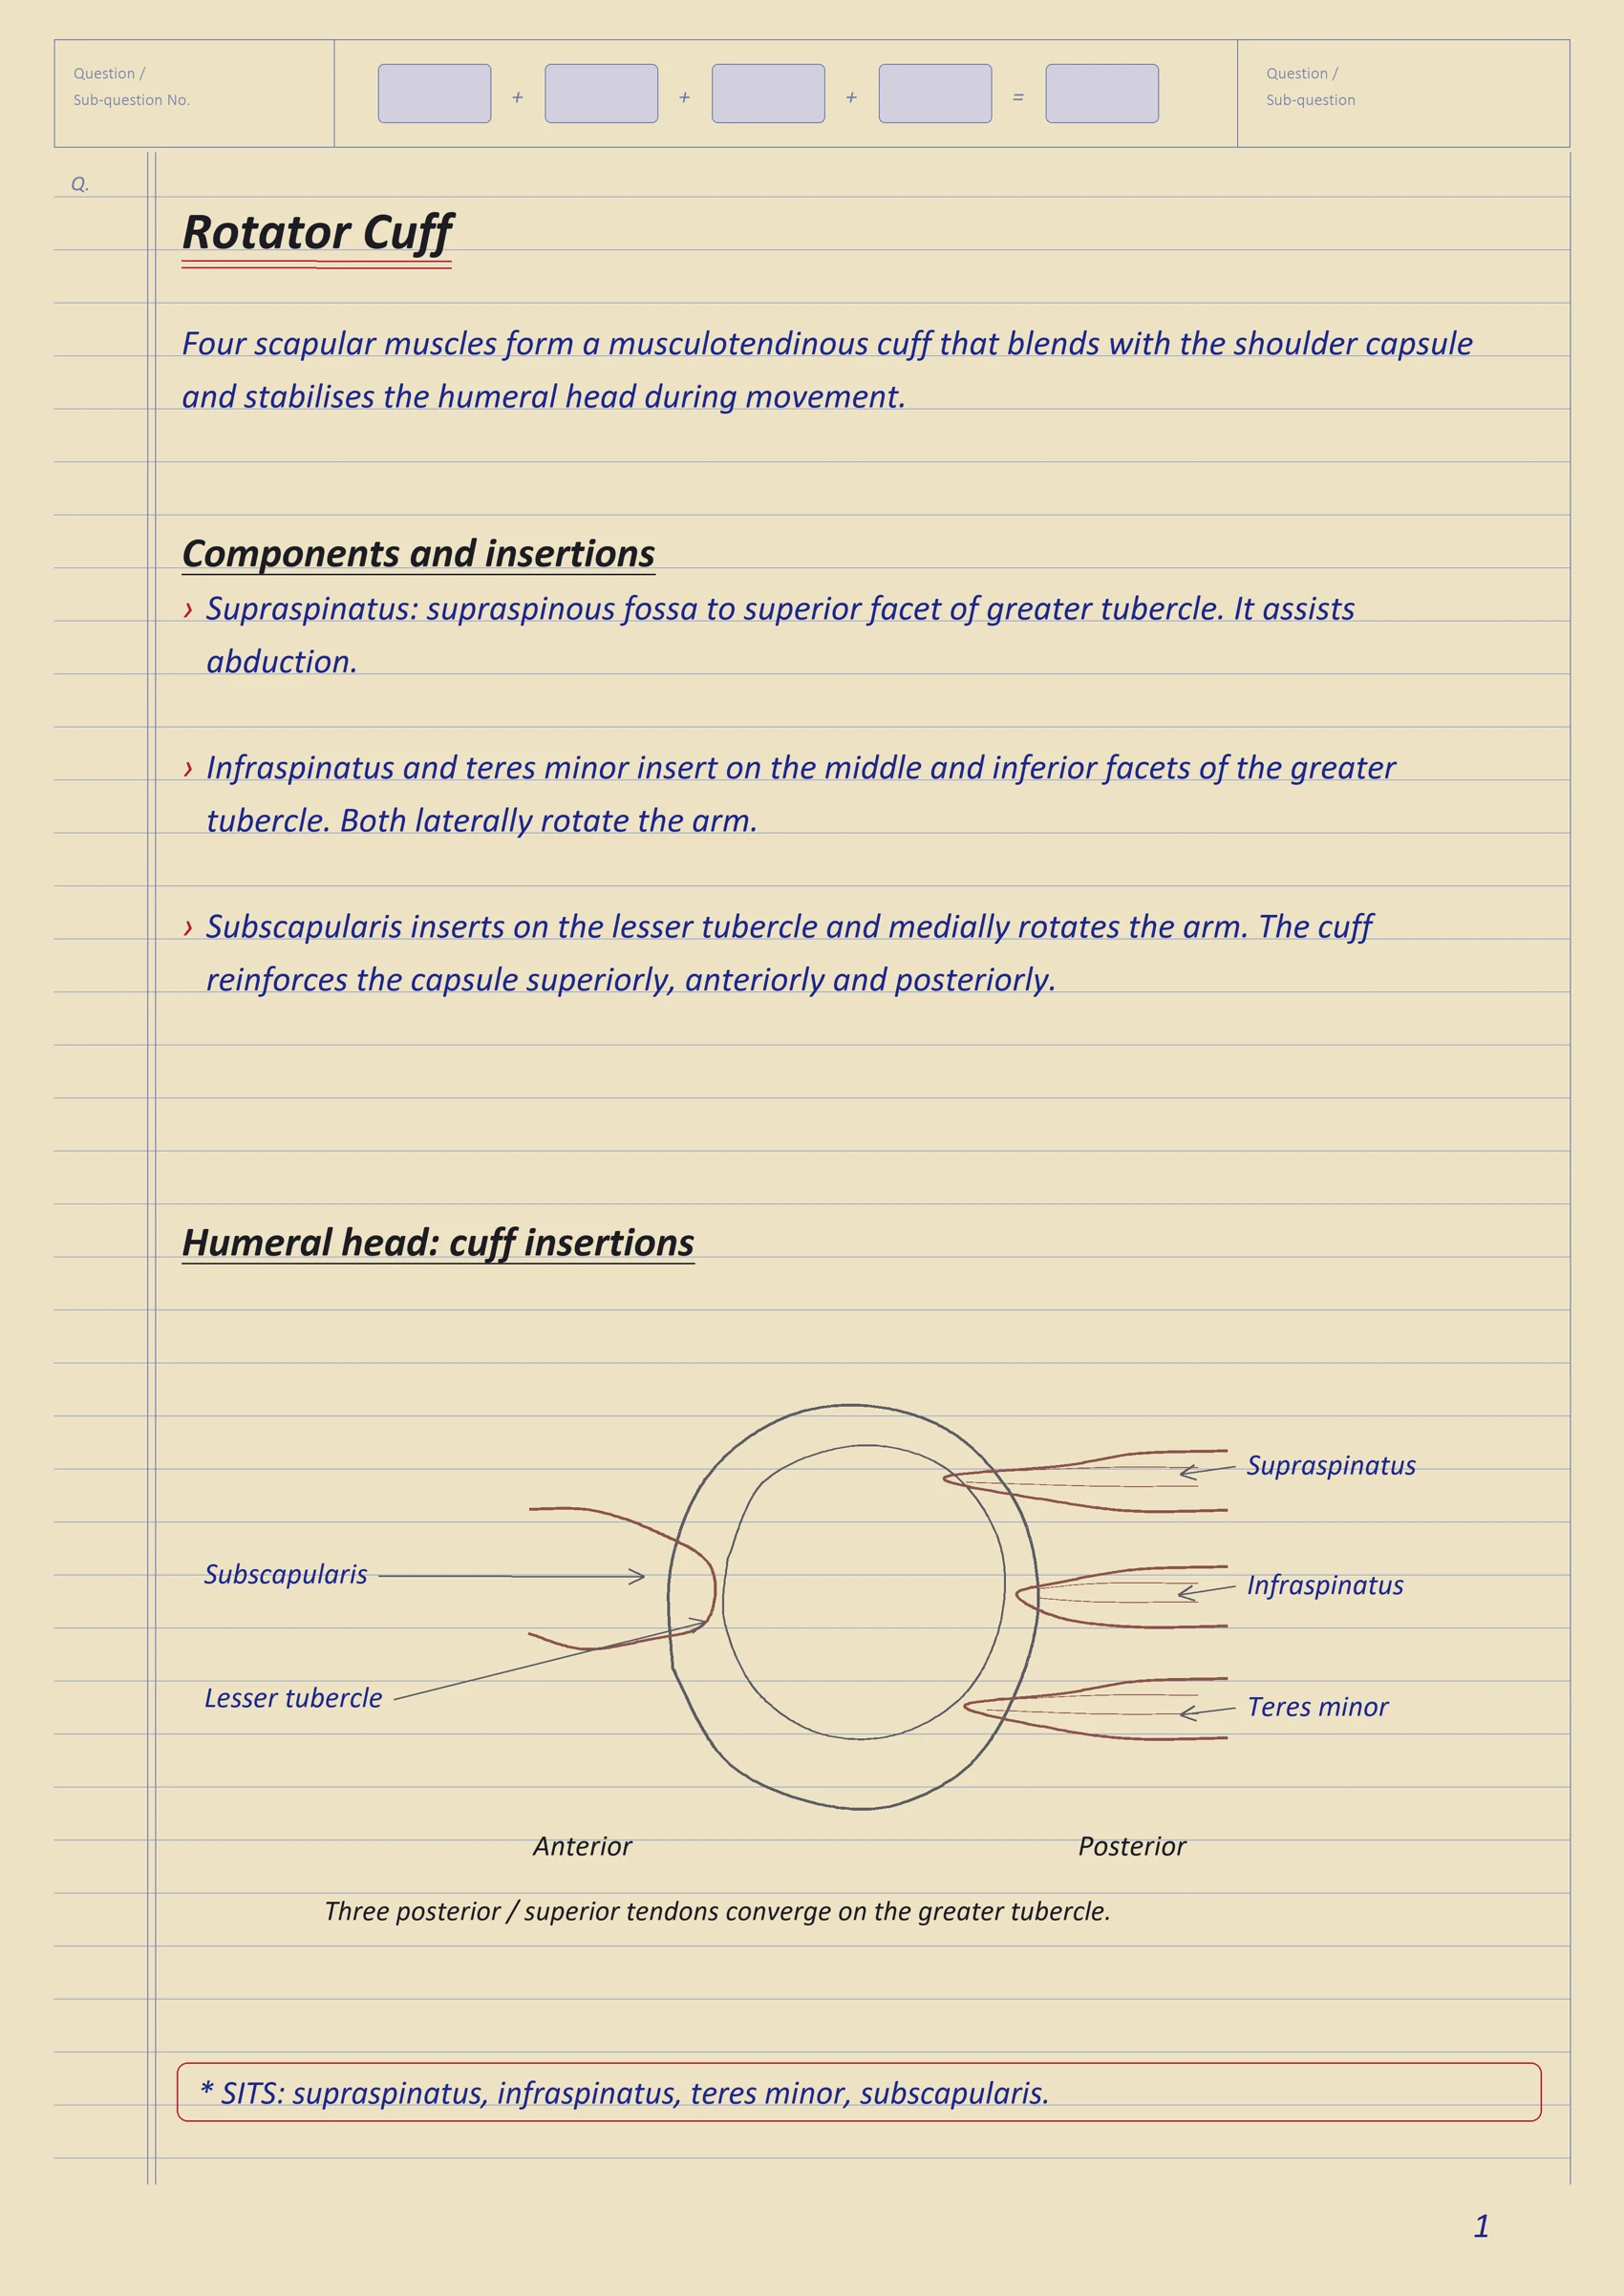 Question /
Sub-question No.
+ + + =
Question /
Sub-question
Q.
Rotator Cuff
Four scapular muscles form a musculotendinous cuff that blends with the shoulder capsule
and stabilises the humeral head during movement.
Components and insertions
› Supraspinatus: supraspinous fossa to superior facet of greater tubercle. It assists
abduction.
› Infraspinatus and teres minor insert on the middle and inferior facets of the greater
tubercle. Both laterally rotate the arm.
› Subscapularis inserts on the lesser tubercle and medially rotates the arm. The cuff
reinforces the capsule superiorly, anteriorly and posteriorly.
Humeral head: cuff insertions
Supraspinatus
Subscapularis
Infraspinatus
Lesser tubercle
Teres minor
Anterior
Posterior
Three posterior / superior tendons converge on the greater tubercle.
* SITS: supraspinatus, infraspinatus, teres minor, subscapularis.
1